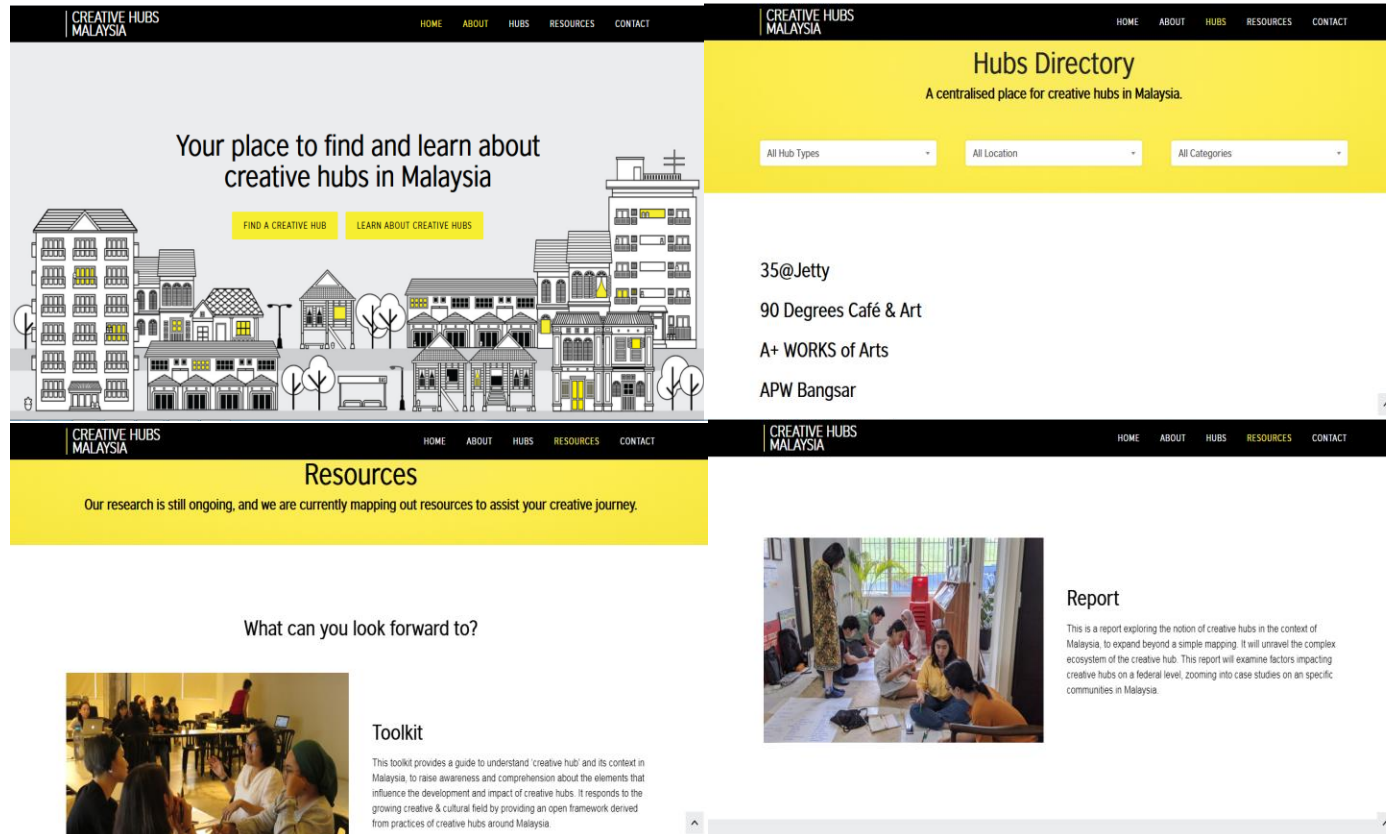 CREATIVE HUBS
MALAYSIA
HOME ABOUT HUBS RESOURCES CONTACT
Your place to find and learn about
creative hubs in Malaysia
FIND A CREATIVE HUB LEARN ABOUT CREATIVE HUBS
CREATIVE HUBS
MALAYSIA
HOME ABOUT HUBS RESOURCES CONTACT
Hubs Directory
A centralised place for creative hubs in Malaysia.
All Hub Types All Location All Categories
35@Jetty
90 Degrees Café & Art
A+ WORKS of Arts
APW Bangsar
CREATIVE HUBS
MALAYSIA
HOME ABOUT HUBS RESOURCES CONTACT
Resources
Our research is still ongoing, and we are currently mapping out resources to assist your creative journey.
What can you look forward to?
Toolkit
This toolkit provides a guide to understand 'creative hub' and its context in
Malaysia, to raise awareness and comprehension about the elements that
influence the development and impact of creative hubs. It responds to the
growing creative & cultural field by providing an open framework derived
from practices of creative hubs around Malaysia.
CREATIVE HUBS
MALAYSIA
HOME ABOUT HUBS RESOURCES CONTACT
Report
This is a report exploring the notion of creative hubs in the context of
Malaysia, to expand beyond a simple mapping. It will unravel the complex
ecosystem of the creative hub. This report will examine factors impacting
creative hubs on a federal level, zooming into case studies on an specific
communities in Malaysia.